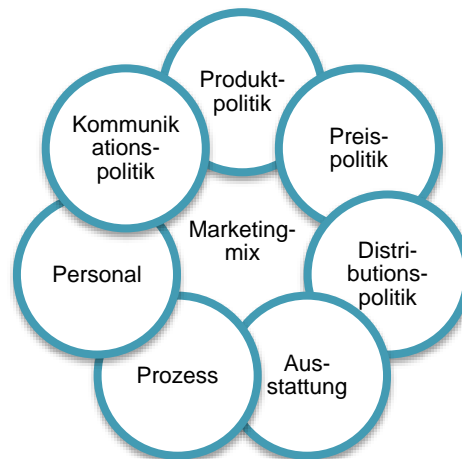 Produkt-
politik
Preis-
politik
Distri-
butions-
politik
Aus-
stattung
Prozess
Personal
Kommunik
ations-
politik
Marketing-
mix